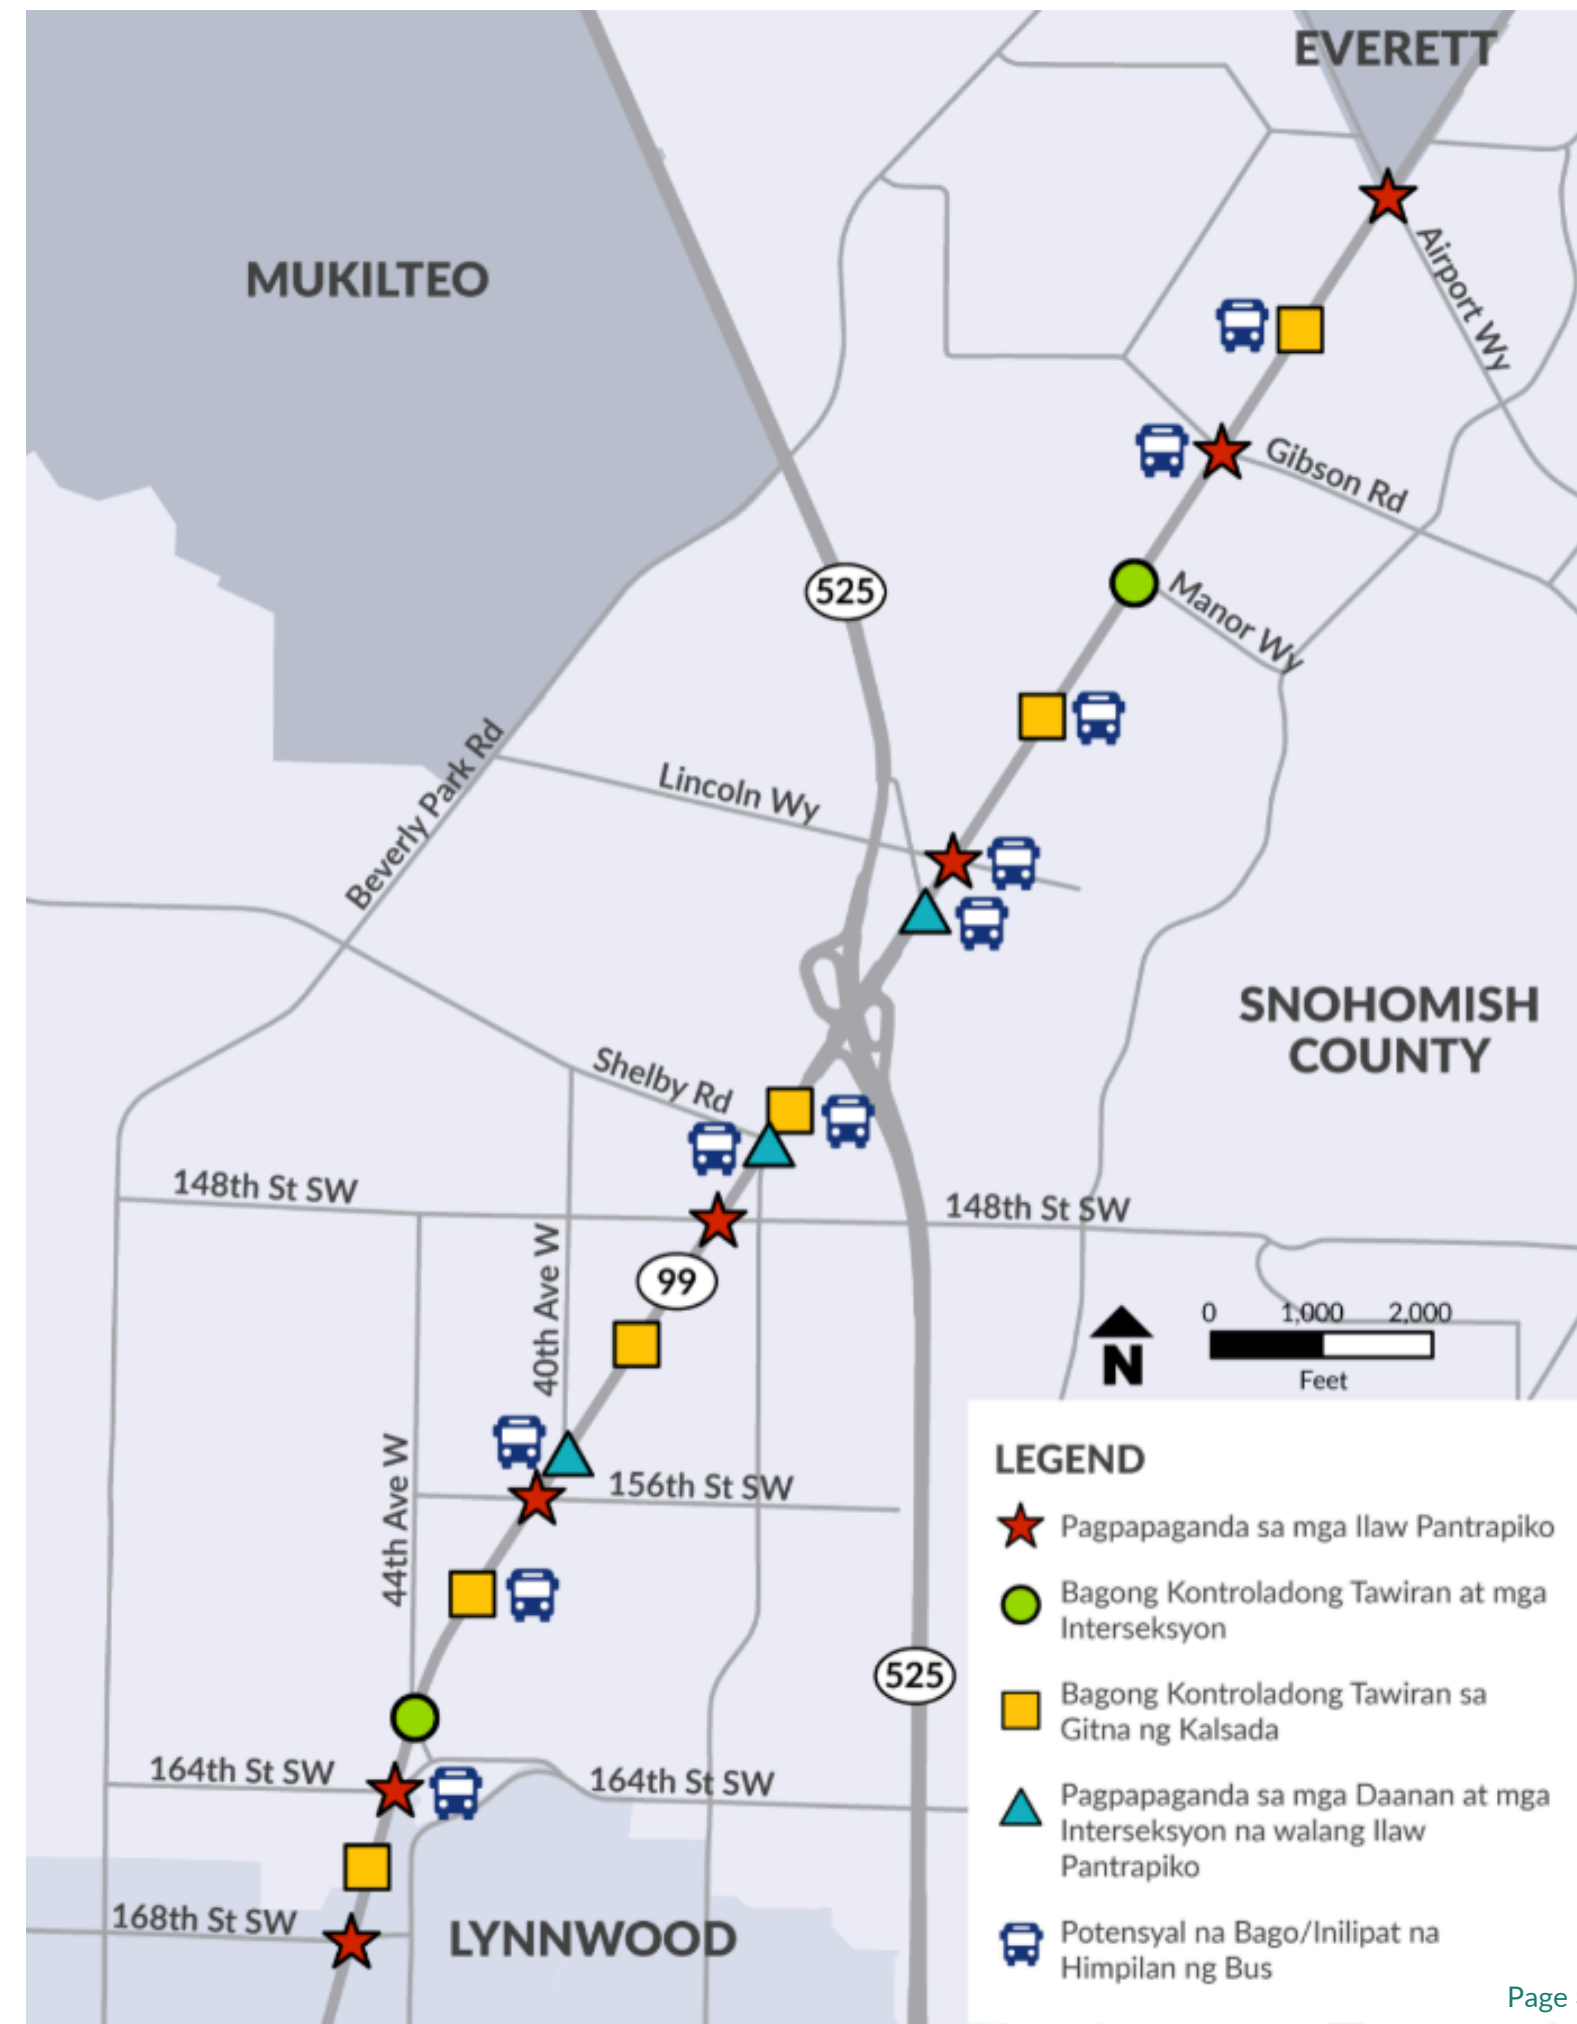 EVERETT
MUKILTEO
Airport Wy
Gibson Rd
525
Manor Wy
Beverly Park Rd
Lincoln Wy
SNOHOMISH
COUNTY
Shelby Rd
148th St SW
148th St SW
40th Ave W
99
0 1,000 2,000
N
Feet
44th Ave W
156th St SW
525
164th St SW
164th St SW
168th St SW
LYNNWOOD
LEGEND
Pagpapaganda sa mga Ilaw Pantrapiko
Bagong Kontroladong Tawiran at mga
Interseksyon
Bagong Kontroladong Tawiran sa
Gitna ng Kalsada
Pagpapaganda sa mga Daanan at mga
Interseksyon na walang Ilaw
Pantrapiko
Potensyal na Bago/Inilipat na
Himpilan ng Bus
Page